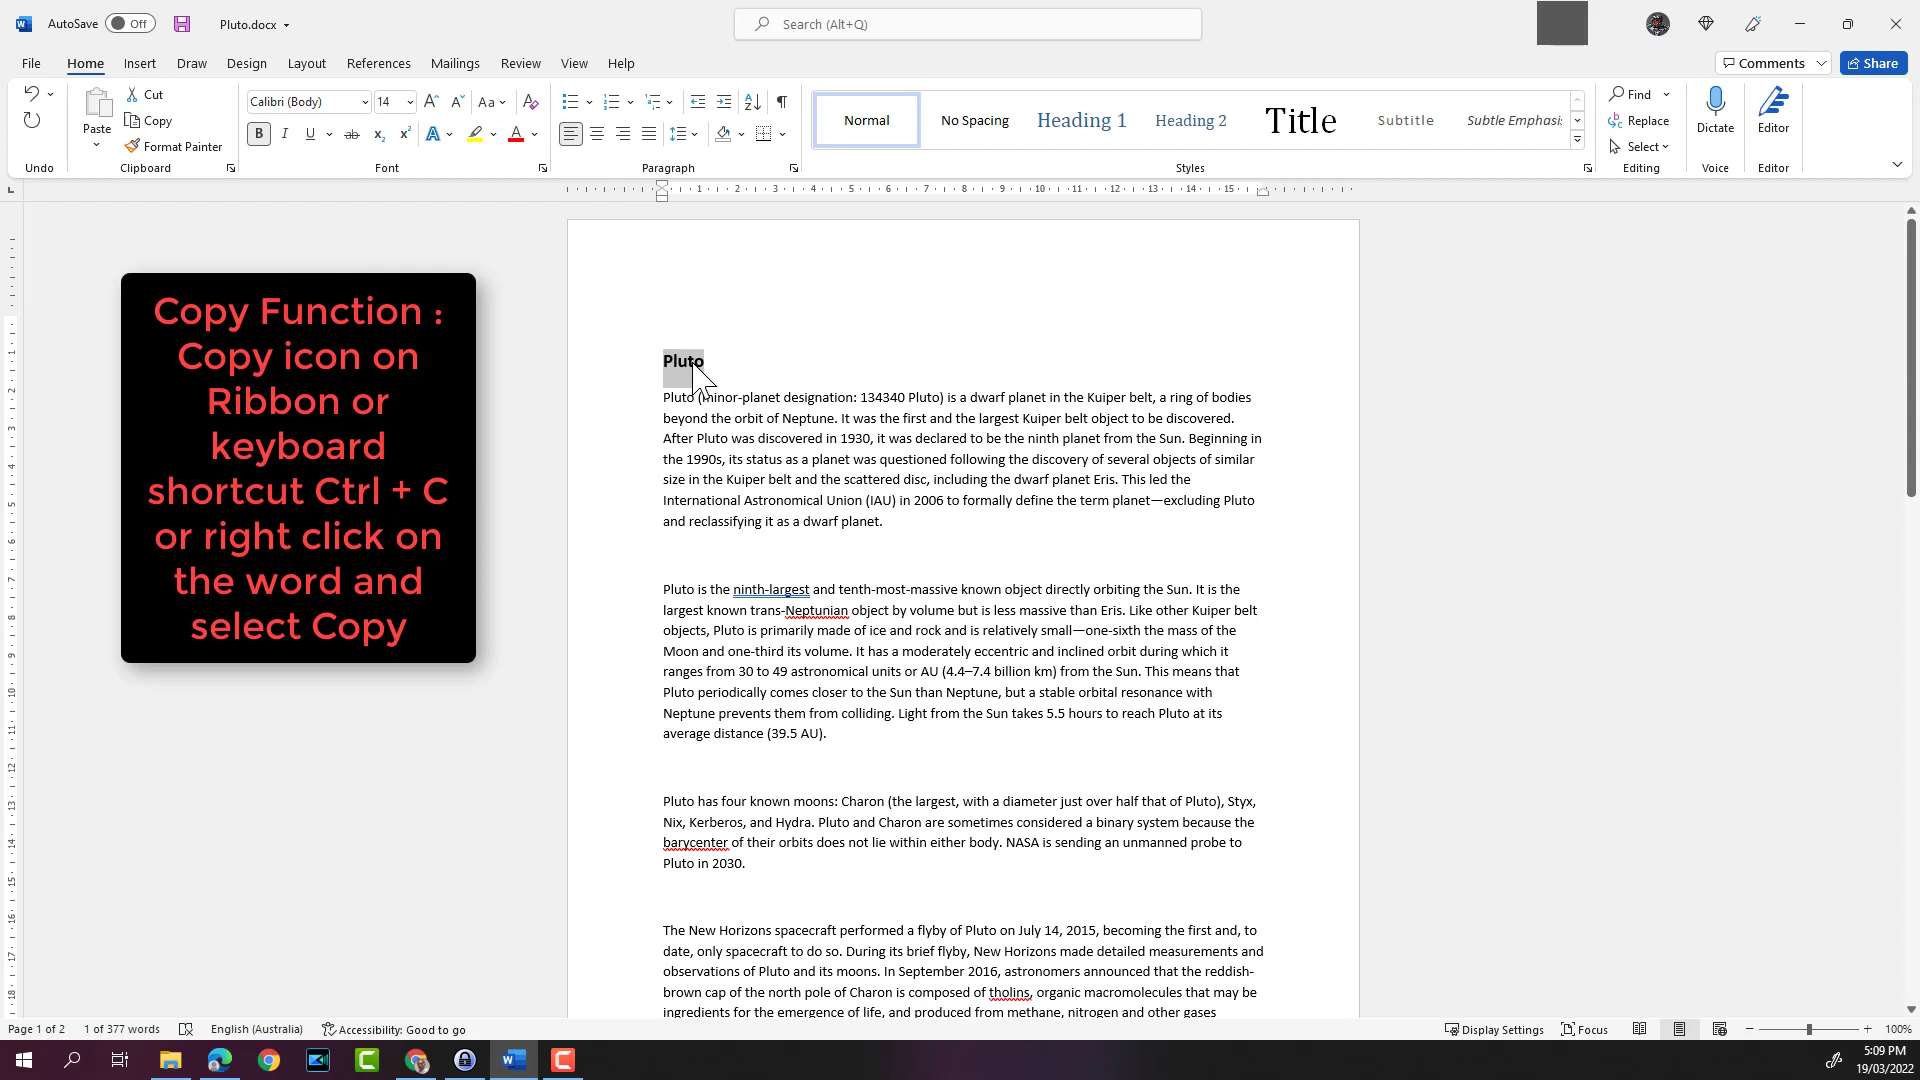 AutoSave Off Pluto.docx Search (Alt+Q)
File Home Insert Draw Design Layout References Mailings Review View Help Comments Share
Paste Cut Copy Format Painter
Calibri (Body) 14 Aa
B I U ab x₂ x² A A
Normal No Spacing Heading 1 Heading 2 Title Subtitle Subtle Emphasis
Find Replace Select
Dictate Editor
Undo Clipboard Font Paragraph Styles Editing Voice Editor
1 2 3 4 5 6 7 8 9 10 11 12 13 14 15
Copy Function :
Copy icon on
Ribbon or
keyboard
shortcut Ctrl + C
or right click on
the word and
select Copy
Pluto
Pluto (minor-planet designation: 134340 Pluto) is a dwarf planet in the Kuiper belt, a ring of bodies
beyond the orbit of Neptune. It was the first and the largest Kuiper belt object to be discovered.
After Pluto was discovered in 1930, it was declared to be the ninth planet from the Sun. Beginning in
the 1990s, its status as a planet was questioned following the discovery of several objects of similar
size in the Kuiper belt and the scattered disc, including the dwarf planet Eris. This led the
International Astronomical Union (IAU) in 2006 to formally define the term planet—excluding Pluto
and reclassifying it as a dwarf planet.
Pluto is the ninth-largest and tenth-most-massive known object directly orbiting the Sun. It is the
largest known trans-Neptunian object by volume but is less massive than Eris. Like other Kuiper belt
objects, Pluto is primarily made of ice and rock and is relatively small—one-sixth the mass of the
Moon and one-third its volume. It has a moderately eccentric and inclined orbit during which it
ranges from 30 to 49 astronomical units or AU (4.4–7.4 billion km) from the Sun. This means that
Pluto periodically comes closer to the Sun than Neptune, but a stable orbital resonance with
Neptune prevents them from colliding. Light from the Sun takes 5.5 hours to reach Pluto at its
average distance (39.5 AU).
Pluto has four known moons: Charon (the largest, with a diameter just over half that of Pluto), Styx,
Nix, Kerberos, and Hydra. Pluto and Charon are sometimes considered a binary system because the
barycenter of their orbits does not lie within either body. NASA is sending an unmanned probe to
Pluto in 2030.
The New Horizons spacecraft performed a flyby of Pluto on July 14, 2015, becoming the first and, to
date, only spacecraft to do so. During its brief flyby, New Horizons made detailed measurements and
observations of Pluto and its moons. In September 2016, astronomers announced that the reddish-
brown cap of the north pole of Charon is composed of tholins, organic macromolecules that may be
ingredients for the emergence of life, and produced from methane, nitrogen and other gases
Page 1 of 2 1 of 377 words English (Australia) Accessibility: Good to go Display Settings Focus 100%
5:09 PM
19/03/2022